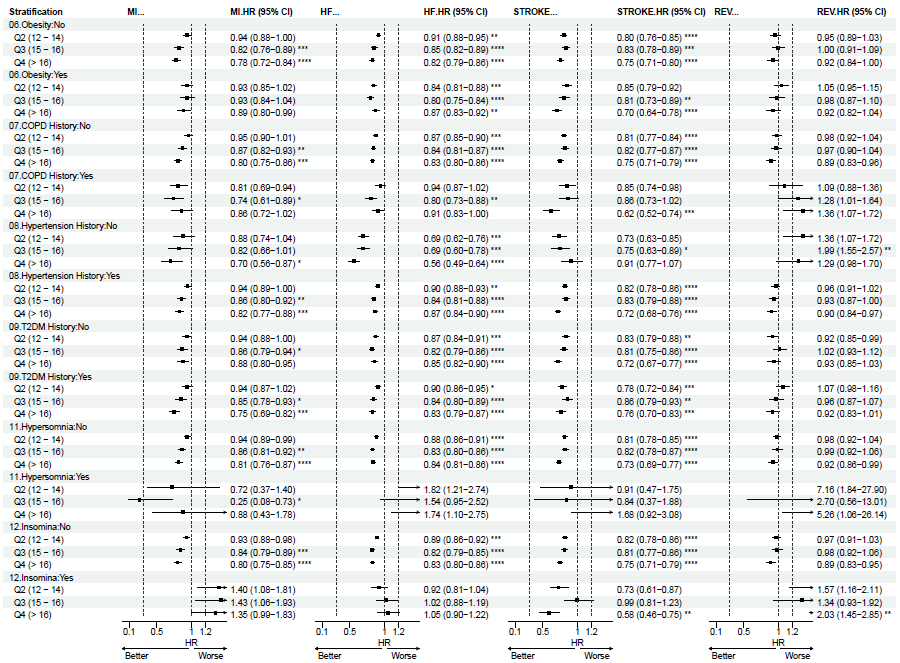 Stratification MI... MI.HR (95% CI) HF... HF.HR (95% CI) STROKE... STROKE.HR (95% CI) REV... REV.HR (95% CI)
06.Obesity:No
Q2 (12 − 14) 0.94 (0.88−1.00) 0.91 (0.88−0.95) ** 0.80 (0.76−0.85) **** 0.95 (0.89−1.03)
Q3 (15 − 16) 0.82 (0.76−0.89) *** 0.85 (0.82−0.89) **** 0.83 (0.78−0.89) *** 1.00 (0.91−1.09)
Q4 (> 16) 0.78 (0.72−0.84) **** 0.82 (0.79−0.86) **** 0.75 (0.71−0.80) **** 0.92 (0.84−1.00)
06.Obesity:Yes
Q2 (12 − 14) 0.93 (0.85−1.02) 0.84 (0.81−0.88) **** 0.85 (0.79−0.92) 1.05 (0.95−1.15)
Q3 (15 − 16) 0.93 (0.84−1.04) 0.80 (0.75−0.84) **** 0.81 (0.73−0.89) ** 0.98 (0.87−1.10)
Q4 (> 16) 0.89 (0.80−0.99) 0.87 (0.83−0.92) ** 0.70 (0.64−0.78) **** 0.92 (0.82−1.04)
07.COPD History:No
Q2 (12 − 14) 0.95 (0.90−1.01) 0.87 (0.85−0.90) **** 0.81 (0.77−0.84) **** 0.98 (0.92−1.04)
Q3 (15 − 16) 0.87 (0.82−0.93) ** 0.84 (0.81−0.87) **** 0.82 (0.77−0.87) **** 0.97 (0.90−1.04)
Q4 (> 16) 0.80 (0.75−0.86) *** 0.83 (0.80−0.86) **** 0.75 (0.71−0.79) **** 0.89 (0.83−0.96)
07.COPD History:Yes
Q2 (12 − 14) 0.81 (0.69−0.94) 0.94 (0.87−1.02) 0.85 (0.74−0.98) 1.09 (0.88−1.36)
Q3 (15 − 16) 0.74 (0.61−0.89) * 0.80 (0.73−0.88) ** 0.86 (0.73−1.02) 1.28 (1.01−1.64)
Q4 (> 16) 0.86 (0.72−1.02) 0.91 (0.83−1.00) 0.62 (0.52−0.74) *** 1.36 (1.07−1.72)
08.Hypertension History:No
Q2 (12 − 14) 0.88 (0.74−1.04) 0.69 (0.62−0.76) *** 0.73 (0.63−0.85) 1.36 (1.07−1.72)
Q3 (15 − 16) 0.82 (0.66−1.01) 0.69 (0.60−0.78) *** 0.75 (0.63−0.89) * 1.99 (1.55−2.57) **
Q4 (> 16) 0.70 (0.56−0.87) * 0.56 (0.49−0.64) **** 0.91 (0.77−1.07) 1.29 (0.98−1.70)
08.Hypertension History:Yes
Q2 (12 − 14) 0.94 (0.89−1.00) 0.90 (0.88−0.93) ** 0.82 (0.78−0.86) **** 0.96 (0.91−1.02)
Q3 (15 − 16) 0.86 (0.80−0.92) ** 0.84 (0.81−0.88) **** 0.83 (0.79−0.88) **** 0.93 (0.87−1.00)
Q4 (> 16) 0.82 (0.77−0.88) *** 0.87 (0.84−0.90) **** 0.72 (0.68−0.76) **** 0.90 (0.84−0.97)
09.T2DM History:No
Q2 (12 − 14) 0.94 (0.88−1.00) 0.87 (0.84−0.91) *** 0.83 (0.79−0.88) ** 0.92 (0.85−0.99)
Q3 (15 − 16) 0.86 (0.79−0.94) * 0.82 (0.79−0.86) **** 0.81 (0.75−0.86) **** 1.02 (0.93−1.12)
Q4 (> 16) 0.88 (0.80−0.95) 0.85 (0.82−0.90) **** 0.72 (0.67−0.77) **** 0.93 (0.85−1.03)
09.T2DM History:Yes
Q2 (12 − 14) 0.94 (0.87−1.02) 0.90 (0.86−0.95) * 0.78 (0.72−0.84) *** 1.07 (0.98−1.16)
Q3 (15 − 16) 0.85 (0.78−0.93) * 0.84 (0.80−0.89) **** 0.86 (0.79−0.93) ** 0.96 (0.87−1.07)
Q4 (> 16) 0.75 (0.69−0.82) *** 0.83 (0.79−0.87) **** 0.76 (0.70−0.83) *** 0.92 (0.83−1.01)
11.Hypersomnia:No
Q2 (12 − 14) 0.94 (0.89−0.99) 0.88 (0.86−0.91) **** 0.81 (0.78−0.85) **** 0.98 (0.92−1.04)
Q3 (15 − 16) 0.86 (0.81−0.92) ** 0.83 (0.80−0.86) **** 0.82 (0.78−0.87) **** 0.99 (0.92−1.06)
Q4 (> 16) 0.81 (0.76−0.87) **** 0.84 (0.81−0.86) **** 0.73 (0.69−0.77) **** 0.92 (0.86−0.99)
11.Hypersomnia:Yes
Q2 (12 − 14) 0.72 (0.37−1.40) 1.82 (1.21−2.74) 0.91 (0.47−1.75) 7.16 (1.84−27.90)
Q3 (15 − 16) 0.25 (0.08−0.73) * 1.54 (0.95−2.52) 0.84 (0.37−1.88) 2.70 (0.56−13.01)
Q4 (> 16) 0.88 (0.43−1.78) 1.74 (1.10−2.75) 1.68 (0.92−3.08) 5.26 (1.06−26.14)
12.Insomina:No
Q2 (12 − 14) 0.93 (0.88−0.98) 0.89 (0.86−0.92) *** 0.82 (0.78−0.86) **** 0.97 (0.91−1.03)
Q3 (15 − 16) 0.84 (0.79−0.89) *** 0.82 (0.79−0.85) **** 0.81 (0.77−0.86) **** 0.98 (0.92−1.06)
Q4 (> 16) 0.80 (0.75−0.85) **** 0.83 (0.80−0.86) **** 0.75 (0.71−0.79) **** 0.89 (0.83−0.95)
12.Insomina:Yes
Q2 (12 − 14) 1.40 (1.08−1.81) 0.92 (0.81−1.04) 0.73 (0.61−0.87) 1.57 (1.16−2.11)
Q3 (15 − 16) 1.43 (1.06−1.93) 1.02 (0.88−1.19) 0.99 (0.81−1.23) 1.34 (0.93−1.92)
Q4 (> 16) 1.35 (0.99−1.83) 1.05 (0.90−1.22) 0.58 (0.46−0.75) ** 2.03 (1.45−2.85) **
0.1 0.5 1 1.2 0.1 0.5 1 1.2 0.1 0.5 1 1.2 0.1 0.5 1 1.2
HR HR HR HR
Better Worse Better Worse Better Worse Better Worse